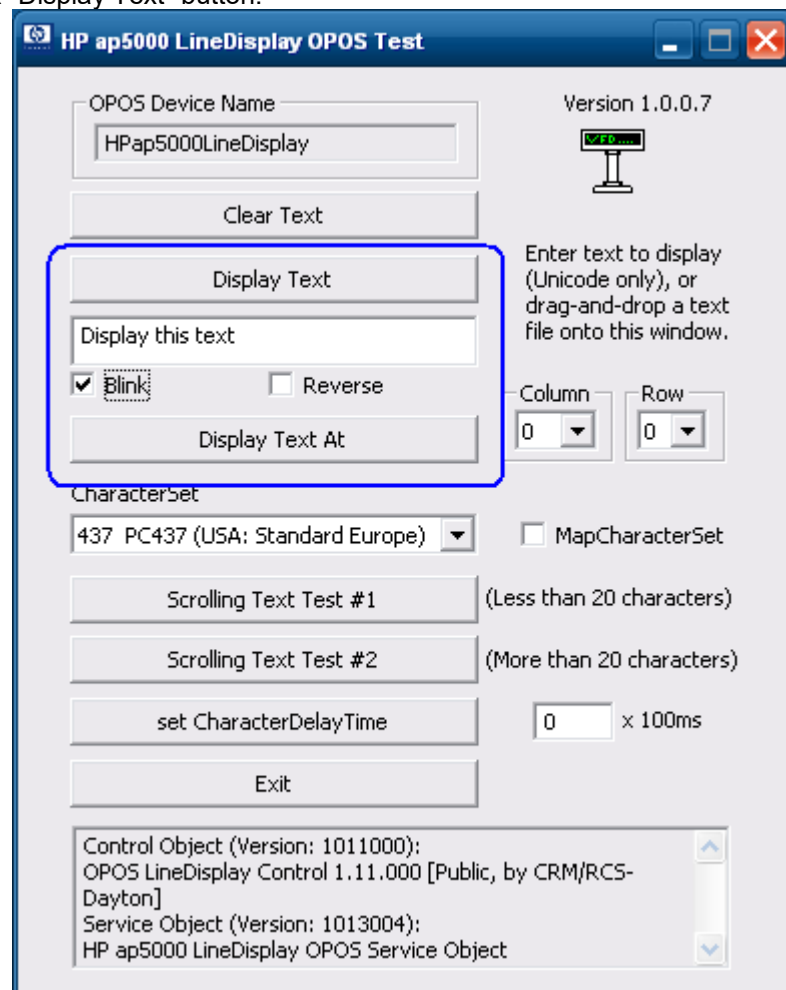 Display Text" button.
HP ap5000 LineDisplay OPOS Test
OPOS Device Name
Version 1.0.0.7
HPap5000LineDisplay
VFD....
Clear Text
Display Text
Enter text to display
(Unicode only), or
drag-and-drop a text
file onto this window.
Display this text
Blink
Reverse
Column
Row
0
0
Display Text At
CharacterSet
437 PC437 (USA: Standard Europe)
MapCharacterSet
Scrolling Text Test #1
(Less than 20 characters)
Scrolling Text Test #2
(More than 20 characters)
set CharacterDelayTime
0
x 100ms
Exit
Control Object (Version: 1011000):
OPOS LineDisplay Control 1.11.000 [Public, by CRM/RCS-
Dayton]
Service Object (Version: 1013004):
HP ap5000 LineDisplay OPOS Service Object